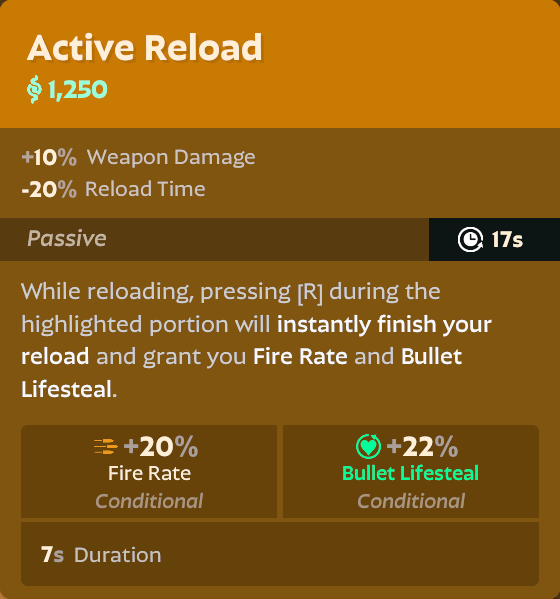 Active Reload
1,250
+10% Weapon Damage
-20% Reload Time
Passive
17s
While reloading, pressing [R] during the
highlighted portion will instantly finish your
reload and grant you Fire Rate and Bullet
Lifesteal.
+20%
Fire Rate
Conditional
+22%
Bullet Lifesteal
Conditional
7s Duration